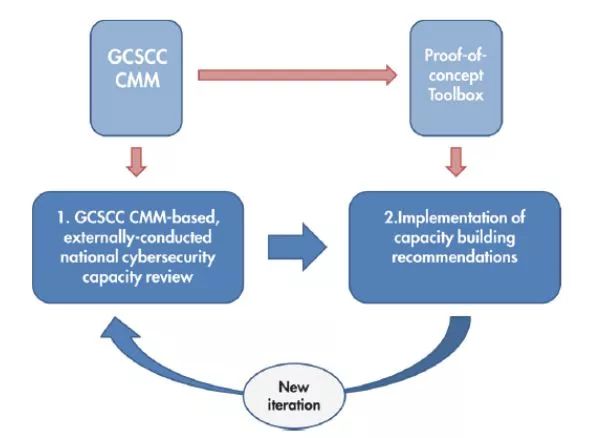 GCSCC
CMM
Proof-of-
concept
Toolbox
1. GCSCC CMM-based,
externally-conducted
national cybersecurity
capacity review
2.Implementation of
capacity building
recommendations
New
iteration